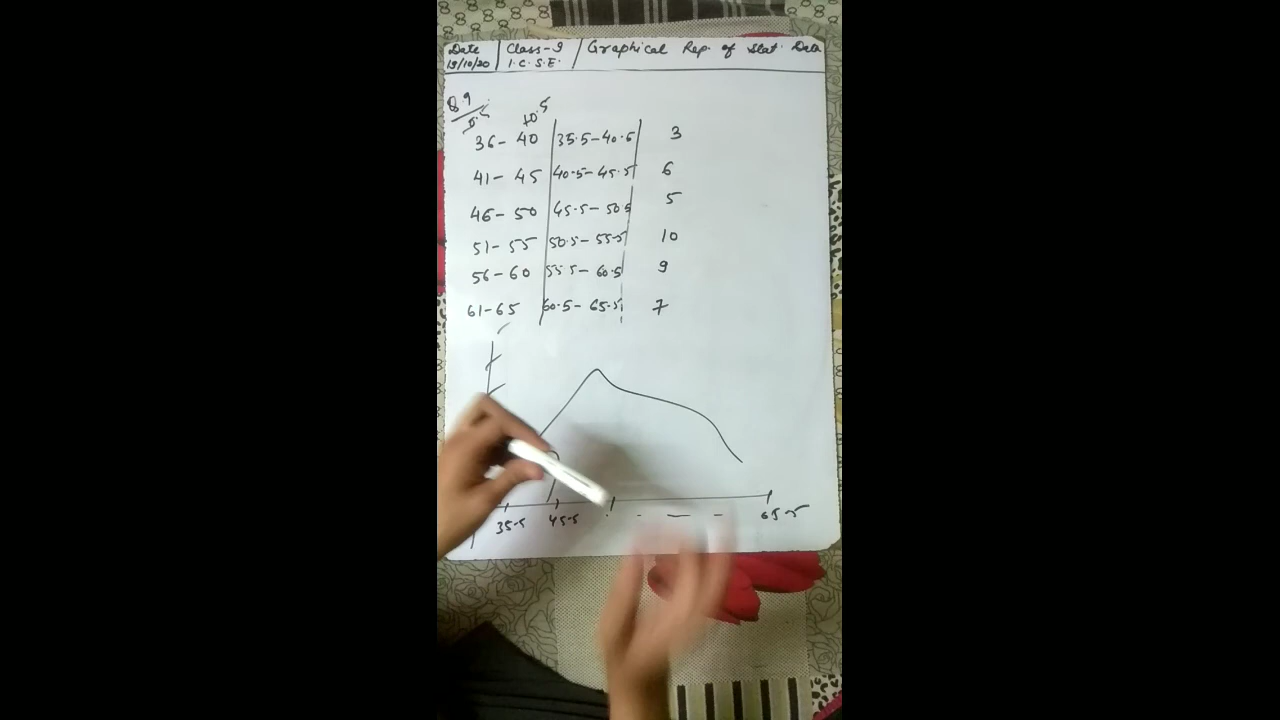 Date 19/10/20 Class-9 I.C.S.E. Graphical Rep. of Stat. Data
Q.9
40.5
36-40 35.5-40.5 3
41-45 40.5-45.5 6
46-50 45.5-50.5 5
51-55 50.5-55.5 10
56-60 55.5-60.5 9
61-65 60.5-65.5 7
35.5 45.5 65.5